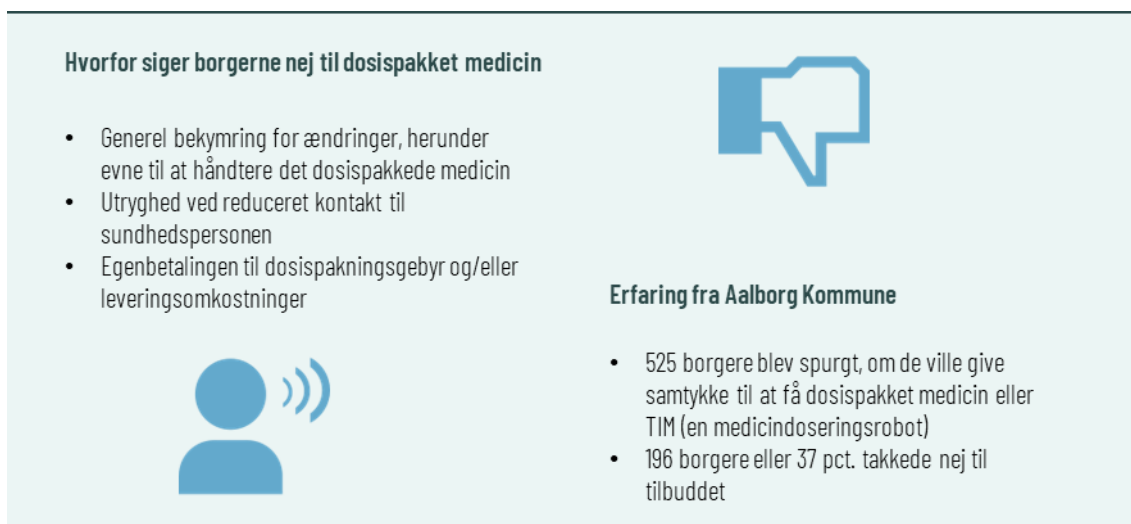 Hvorfor siger borgerne nej til dosispakket medicin
• Generel bekymring for ændringer, herunder
evne til at håndtere det dosispakkede medicin
• Utryghed ved reduceret kontakt til
sundhedspersonen
• Egenbetalingen til dosispakningsgebyr og/eller
leveringsomkostninger
Erfaring fra Aalborg Kommune
• 525 borgere blev spurgt, om de ville give
samtykke til at få dosispakket medicin eller
TIM (en medicindoseringsrobot)
• 196 borgere eller 37 pct. takkede nej til
tilbuddet